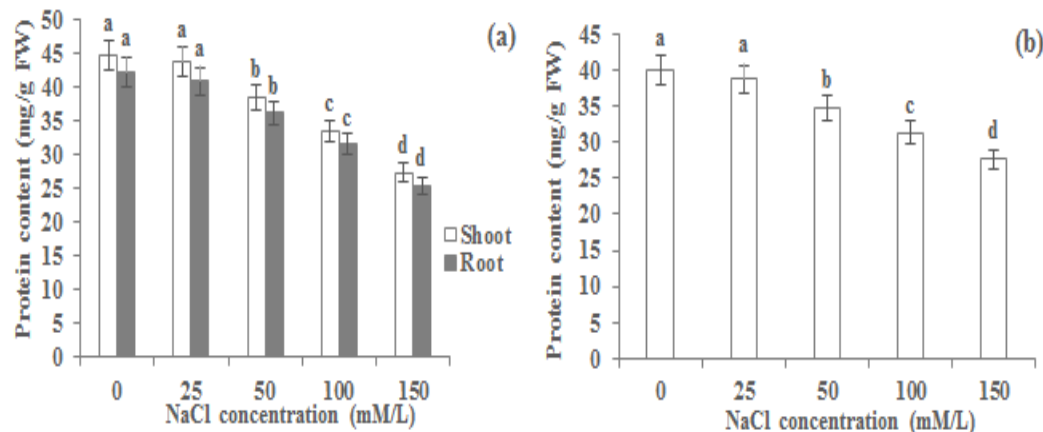 Protein content (mg/g FW)
50
45
40
35
30
25
20
15
10
5
0
a a a a b b c c d d
(a)
Shoot
Root
0 25 50 100 150
NaCl concentration (mM/L)
Protein content (mg/g FW)
45
40
35
30
25
20
15
10
5
0
a a b c d
(b)
0 25 50 100 150
NaCl concentration (mM/L)